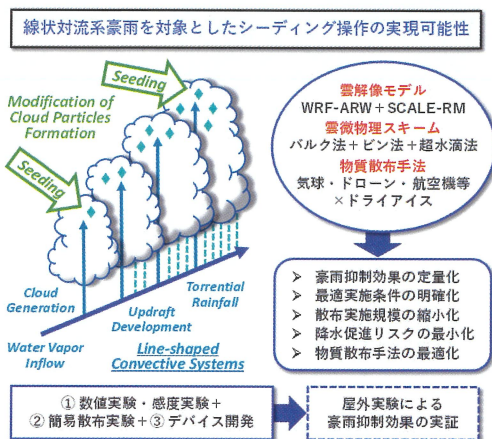 線状対流系豪雨を対象としたシーディング操作の実現可能性
Seeding
Modification of
Cloud Particles
Formation
Seeding
Cloud
Generation
Updraft
Development
Torrential
Rainfall
Water Vapor
Inflow
Line-shaped
Convective Systems
雲解像モデル
WRF-ARW+SCALE-RM
雲微物理スキーム
バルク法+ビン法+超水滴法
物質散布手法
気球・ドローン・航空機等
×ドライアイス
➢ 豪雨抑制効果の定量化
➢ 最適実施条件の明確化
➢ 散布実施規模の縮小化
➢ 降水促進リスクの最小化
➢ 物質散布手法の最適化
① 数値実験・感度実験+
② 簡易散布実験+③ デバイス開発
屋外実験による
豪雨抑制効果の実証